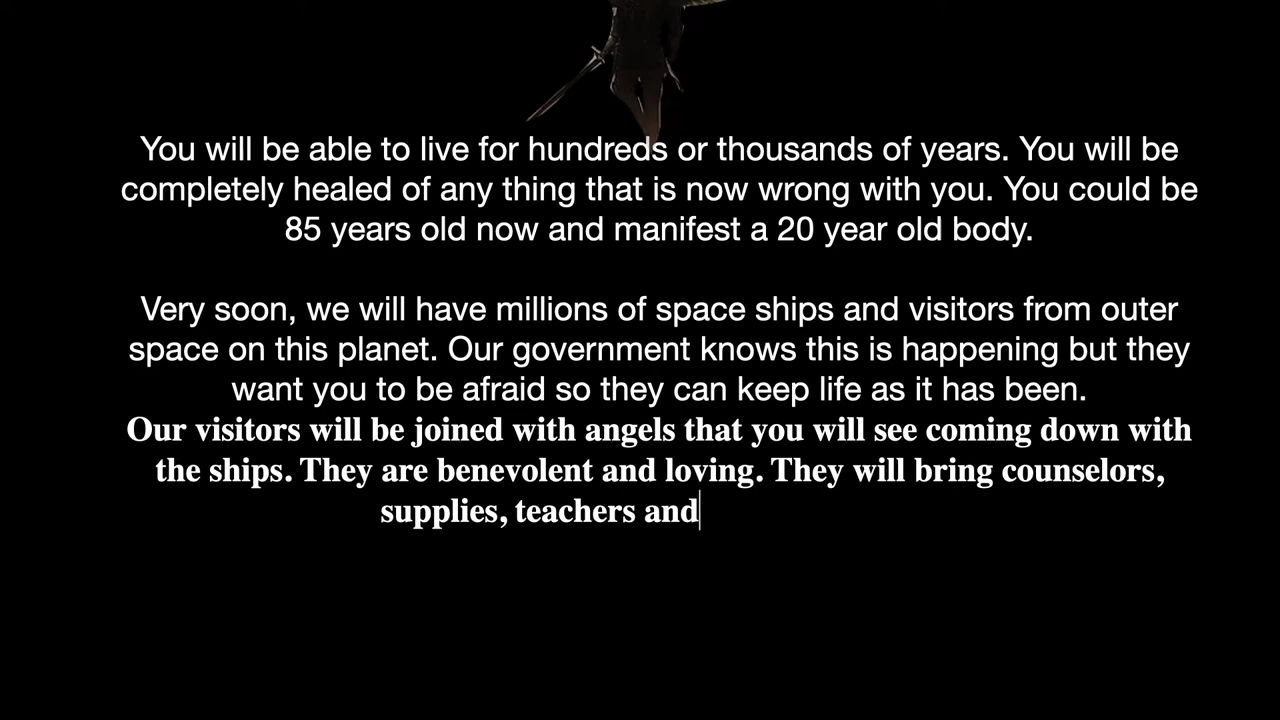 You will be able to live for hundreds or thousands of years. You will be
completely healed of any thing that is now wrong with you. You could be
85 years old now and manifest a 20 year old body.
Very soon, we will have millions of space ships and visitors from outer
space on this planet. Our government knows this is happening but they
want you to be afraid so they can keep life as it has been.
Our visitors will be joined with angels that you will see coming down with
the ships. They are benevolent and loving. They will bring counselors,
supplies, teachers and